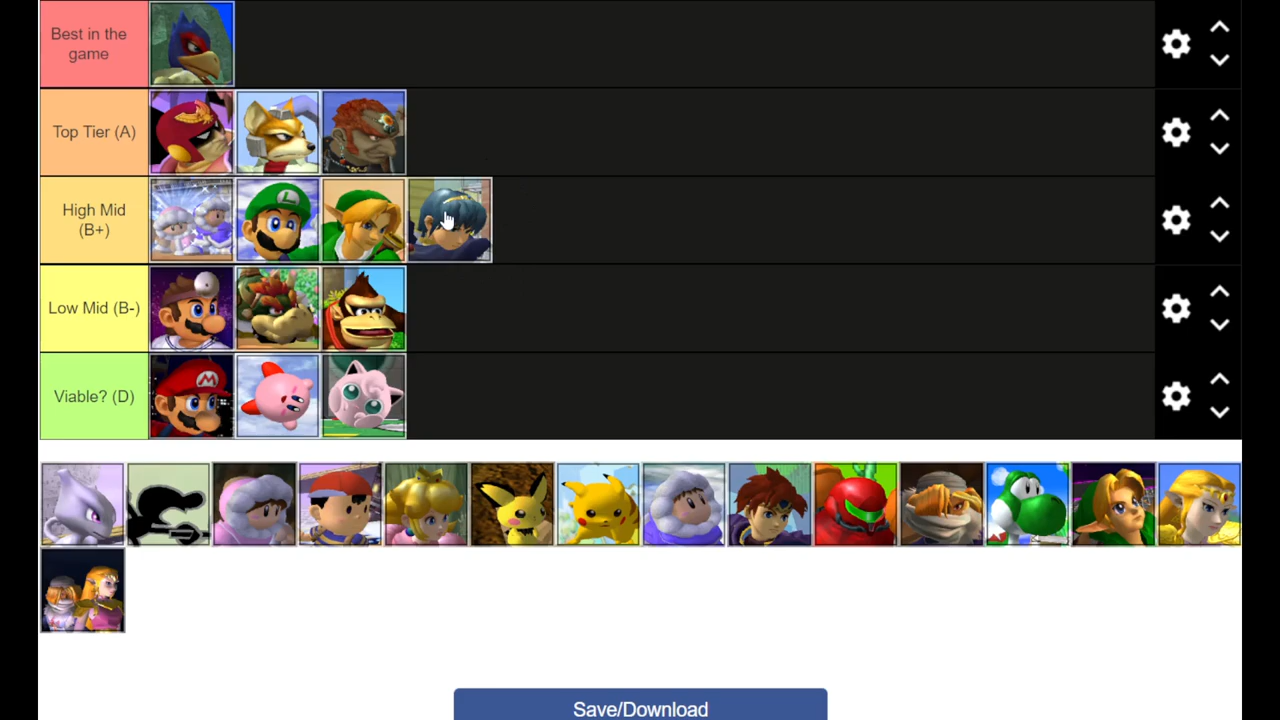 Best in the
game
Top Tier (A)
High Mid
(B+)
Low Mid (B-)
Viable? (D)
Save/Download